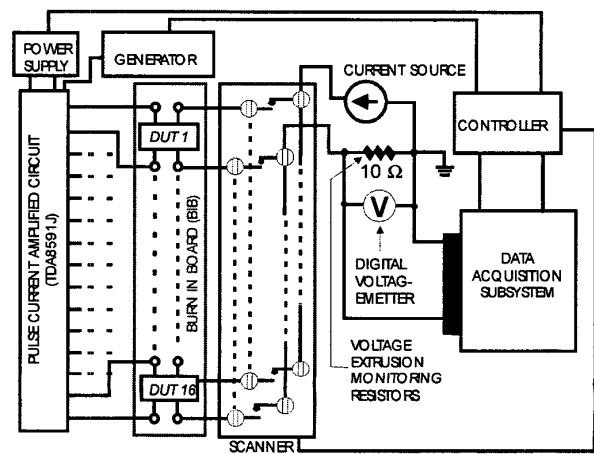 POWER
SUPPLY
GENERATOR
CURRENT SOURCE
CONTROLLER
PULSE CURRENT AMPLIFIED CIRCUIT
(TDA8591J)
DUT 1
BURN IN BOARD (BIB)
DUT 16
SCANNER
10 Ω
V
DIGITAL
VOLTAG-
EMETTER
VOLTAGE
EXTRUSION
MONITORING
RESISTORS
DATA
ACQUISITION
SUBSYSTEM